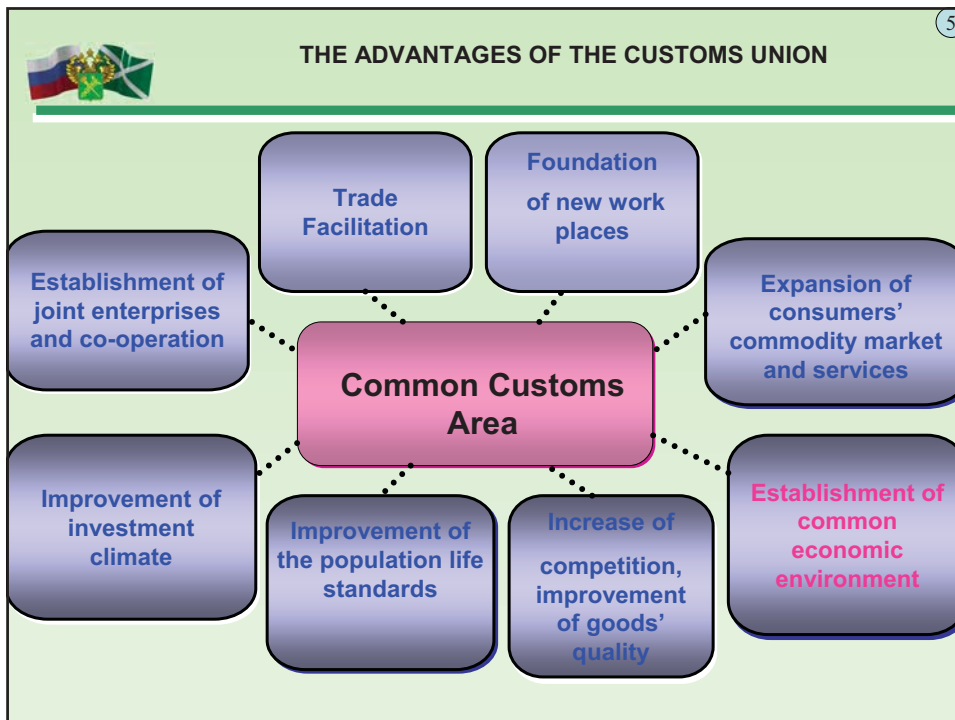 5
THE ADVANTAGES OF THE CUSTOMS UNION
Trade
Facilitation
Foundation
of new work
places
Establishment of
joint enterprises
and co-operation
Expansion of
consumers’
commodity market
and services
Common Customs
Area
Improvement of
investment
climate
Improvement of
the population life
standards
Increase of
competition,
improvement
of goods’
quality
Establishment of
common
economic
environment